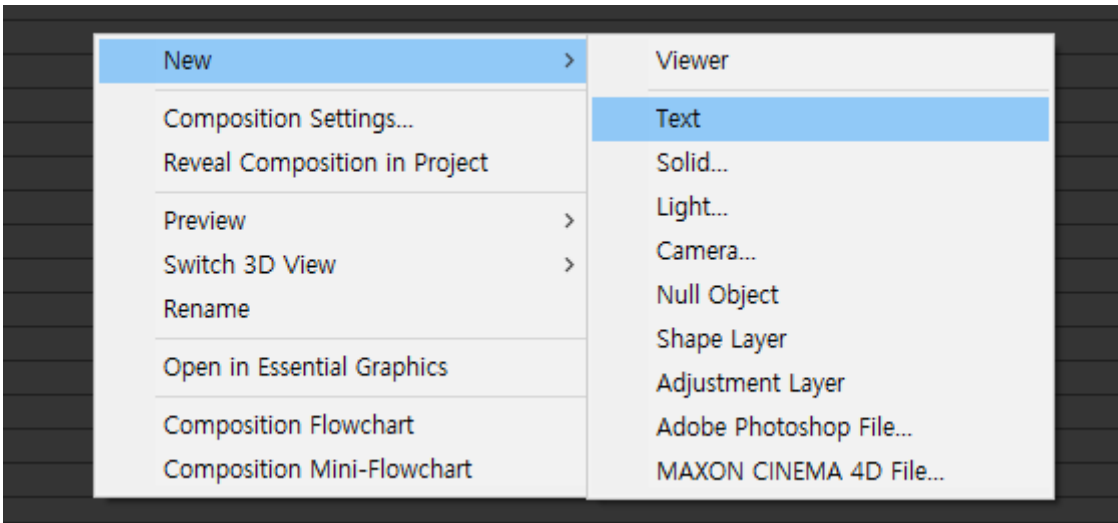 New
Composition Settings...
Reveal Composition in Project
Preview
Switch 3D View
Rename
Open in Essential Graphics
Composition Flowchart
Composition Mini-Flowchart
Viewer
Text
Solid...
Light...
Camera...
Null Object
Shape Layer
Adjustment Layer
Adobe Photoshop File...
MAXON CINEMA 4D File...